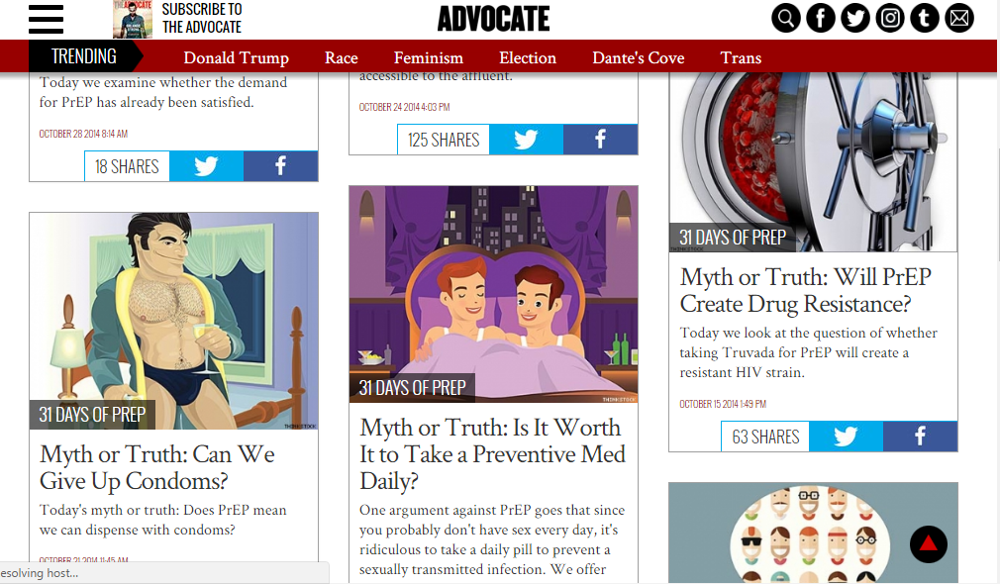 SUBSCRIBE TO
THE ADVOCATE
ADVOCATE
TRENDING
Donald Trump
Race
Feminism
Election
Dante's Cove
Trans
Today we examine whether the demand
for PrEP has already been satisfied.
OCTOBER 28 2014 8:14 AM
18 SHARES
31 DAYS OF PREP
THINKSTOCK
Myth or Truth: Can We
Give Up Condoms?
Today's myth or truth: Does PrEP mean
we can dispense with condoms?
OCTOBER 21 2014 11:45 AM
esolving host...
accessible to the affluent.
OCTOBER 24 2014 4:03 PM
125 SHARES
31 DAYS OF PREP
THINKSTOCK
Myth or Truth: Is It Worth
It to Take a Preventive Med
Daily?
One argument against PrEP goes that since
you probably don't have sex every day, it's
ridiculous to take a daily pill to prevent a
sexually transmitted infection. We offer
31 DAYS OF PREP
THINKSTOCK
Myth or Truth: Will PrEP
Create Drug Resistance?
Today we look at the question of whether
taking Truvada for PrEP will create a
resistant HIV strain.
OCTOBER 15 2014 1:49 PM
63 SHARES